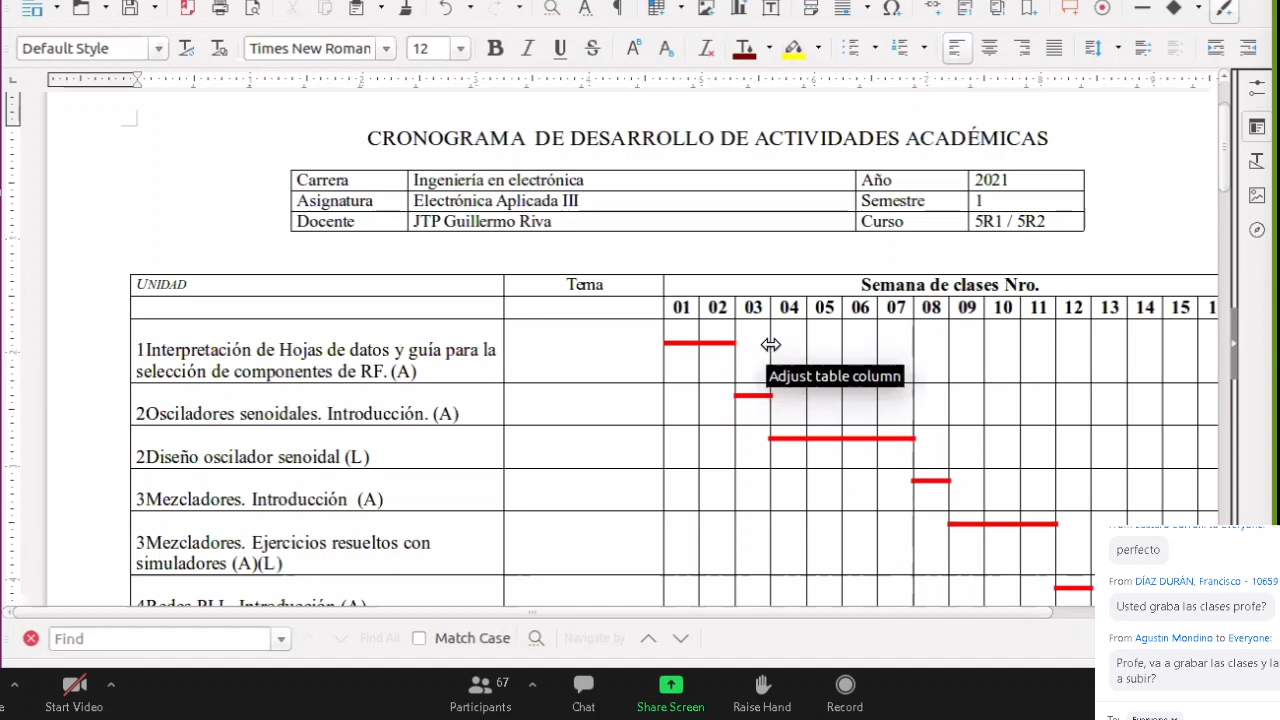 Default Style
Times New Roman
12
CRONOGRAMA DE DESARROLLO DE ACTIVIDADES ACADÉMICAS
Carrera Ingeniería en electrónica Año 2021
Asignatura Electrónica Aplicada III Semestre 1
Docente JTP Guillermo Riva Curso 5R1 / 5R2
UNIDAD Tema Semana de clases Nro.
01 02 03 04 05 06 07 08 09 10 11 12 13 14 15
1Interpretación de Hojas de datos y guía para la
selección de componentes de RF. (A)
Adjust table column
2Osciladores senoidales. Introducción. (A)
2Diseño oscilador senoidal (L)
3Mezcladores. Introducción (A)
3Mezcladores. Ejercicios resueltos con
simuladores (A)(L)
4Redes PLL. Introducción (A)
Find
Find All
Match Case
Navigate by
perfecto
From DÍAZ DURÁN, Francisco - 10659
Usted graba las clases profe?
From Agustin Mondino to Everyone:
Profe, va a grabar las clases y la
a subir?
To: Everyone
Start Video
67
Participants
Chat
Share Screen
Raise Hand
Record